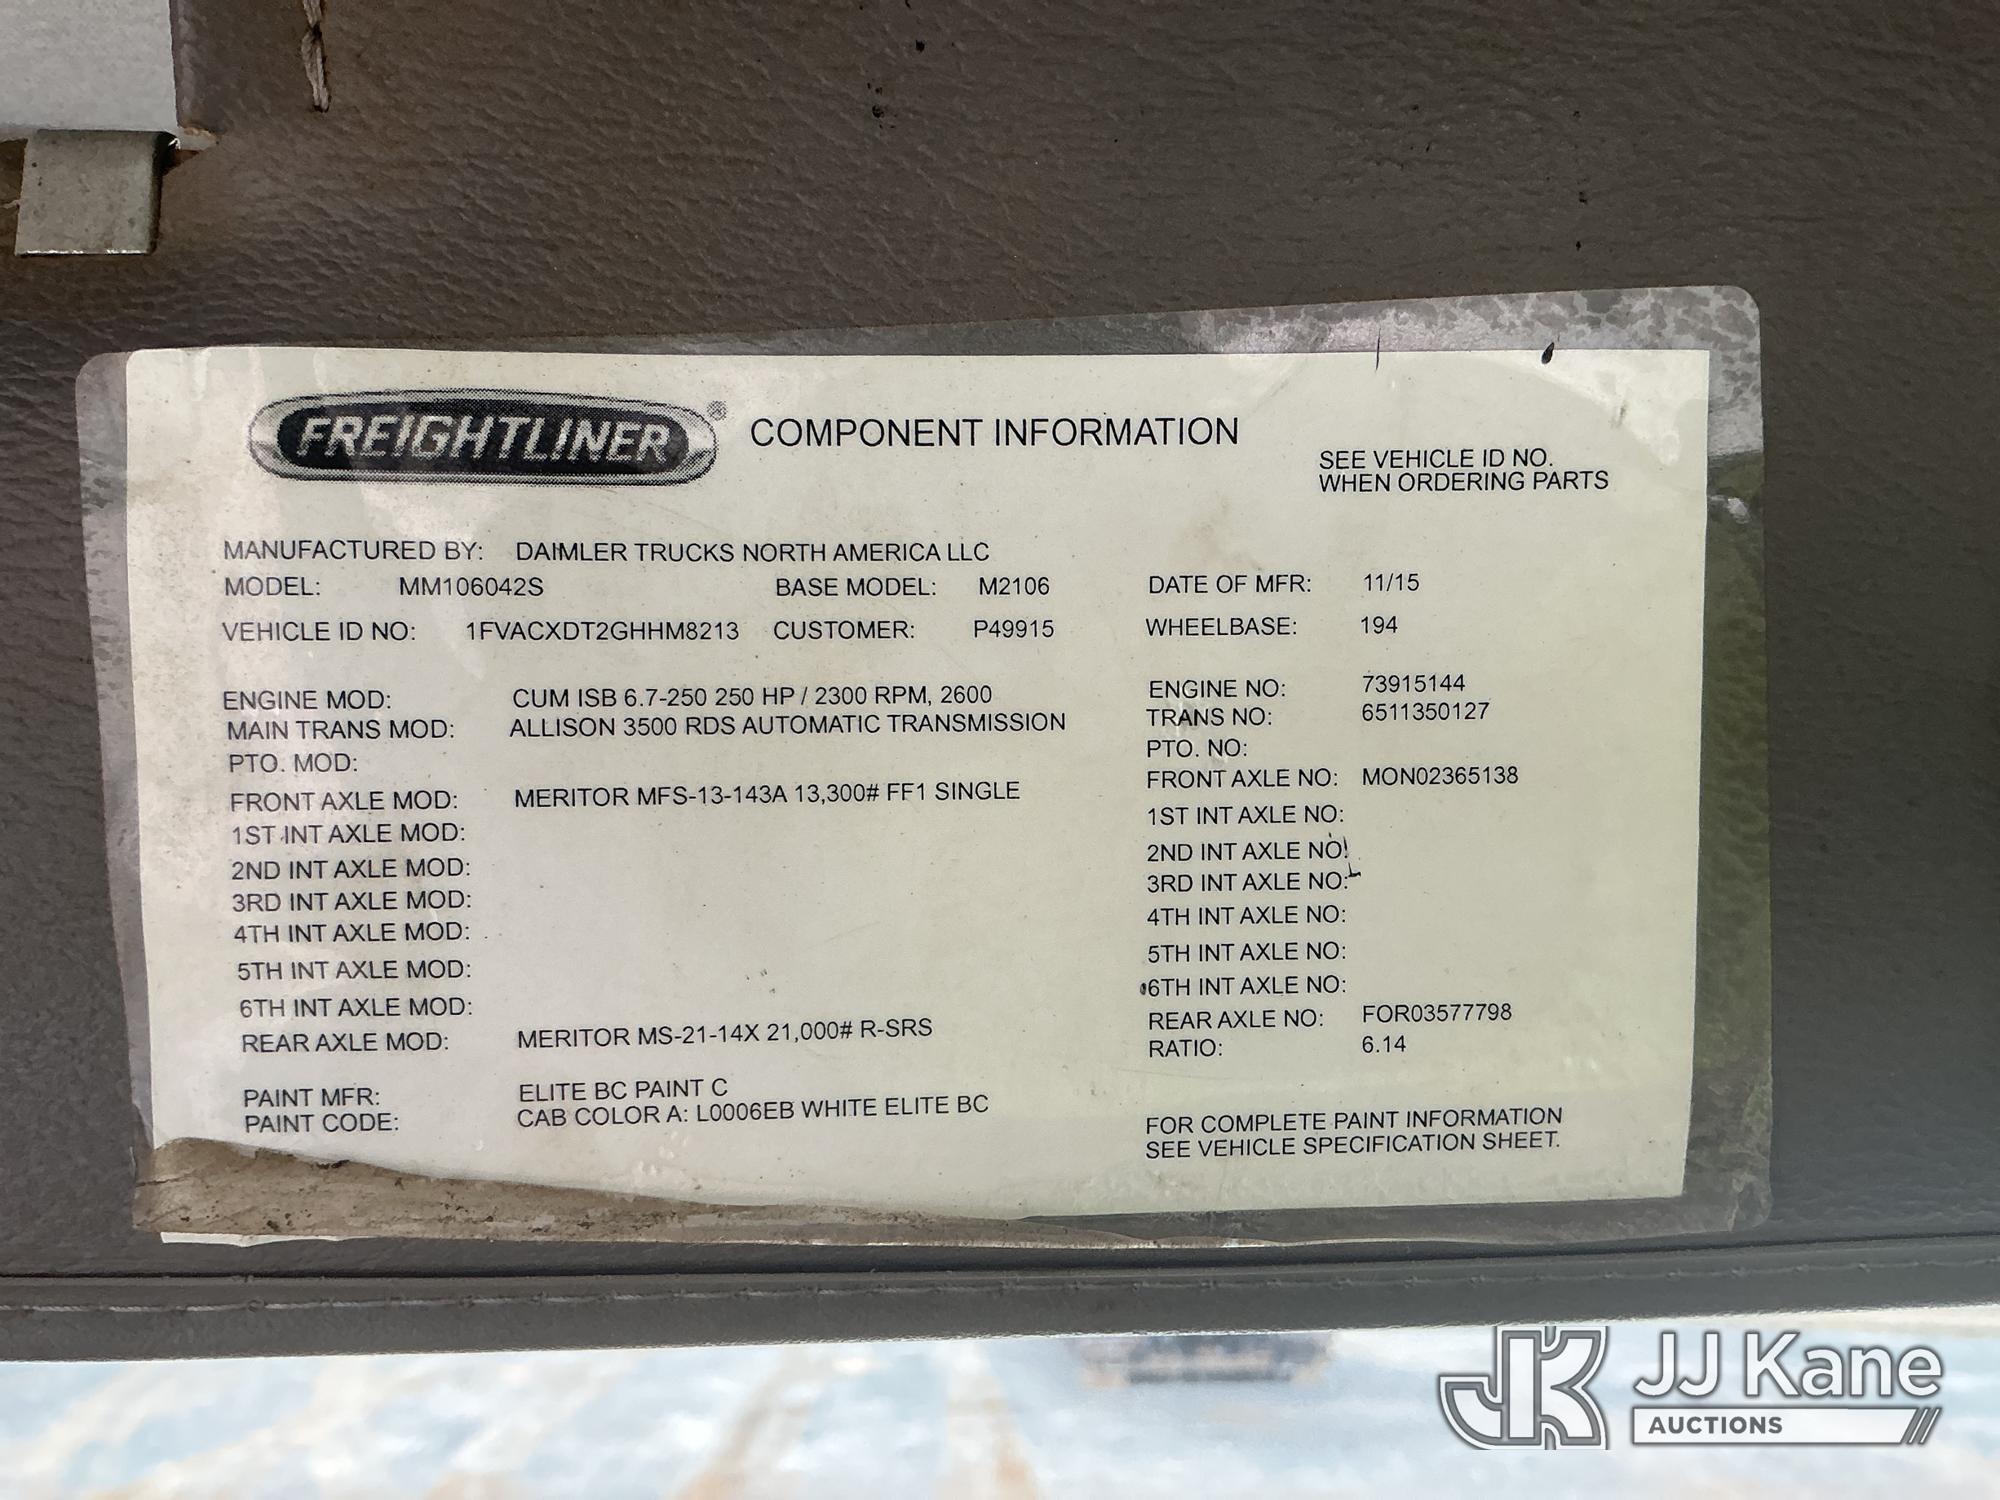 FREIGHTLINER® COMPONENT INFORMATION
SEE VEHICLE ID NO.
WHEN ORDERING PARTS
MANUFACTURED BY: DAIMLER TRUCKS NORTH AMERICA LLC
MODEL: MM106042S BASE MODEL: M2106 DATE OF MFR: 11/15
VEHICLE ID NO: 1FVACXDT2GHHM8213 CUSTOMER: P49915 WHEELBASE: 194
ENGINE MOD: CUM ISB 6.7-250 250 HP / 2300 RPM, 2600 ENGINE NO: 73915144
MAIN TRANS MOD: ALLISON 3500 RDS AUTOMATIC TRANSMISSION TRANS NO: 6511350127
PTO. MOD: PTO. NO:
FRONT AXLE MOD: MERITOR MFS-13-143A 13,300# FF1 SINGLE FRONT AXLE NO: MON02365138
1ST INT AXLE MOD: 1ST INT AXLE NO:
2ND INT AXLE MOD: 2ND INT AXLE NO:
3RD INT AXLE MOD: 3RD INT AXLE NO:
4TH INT AXLE MOD: 4TH INT AXLE NO:
5TH INT AXLE MOD: 5TH INT AXLE NO:
6TH INT AXLE MOD: 6TH INT AXLE NO:
REAR AXLE MOD: MERITOR MS-21-14X 21,000# R-SRS REAR AXLE NO: FOR03577798
RATIO: 6.14
PAINT MFR: ELITE BC PAINT C
PAINT CODE: CAB COLOR A: L0006EB WHITE ELITE BC
FOR COMPLETE PAINT INFORMATION
SEE VEHICLE SPECIFICATION SHEET.
JK JJ Kane
AUCTIONS